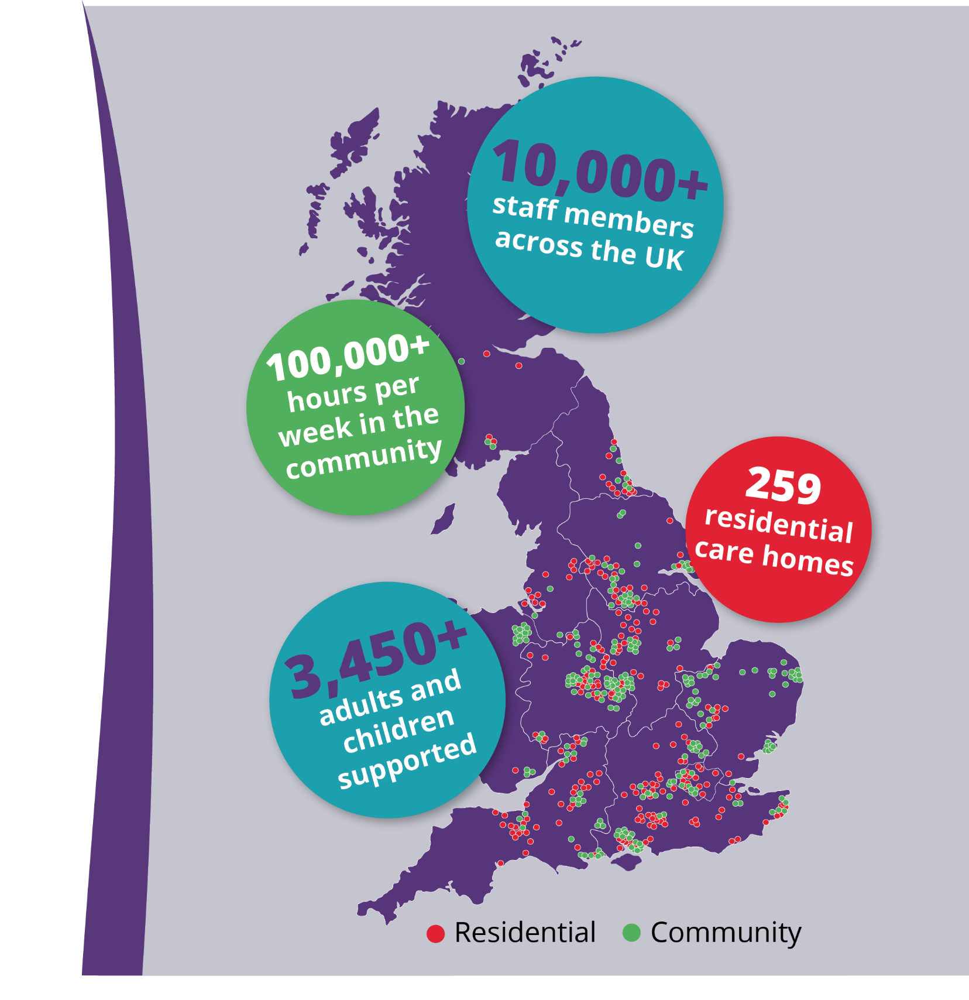 10,000+
staff members
across the UK
100,000+
hours per
week in the
community
259
residential
care homes
3,450+
adults and
children
supported
Residential
Community